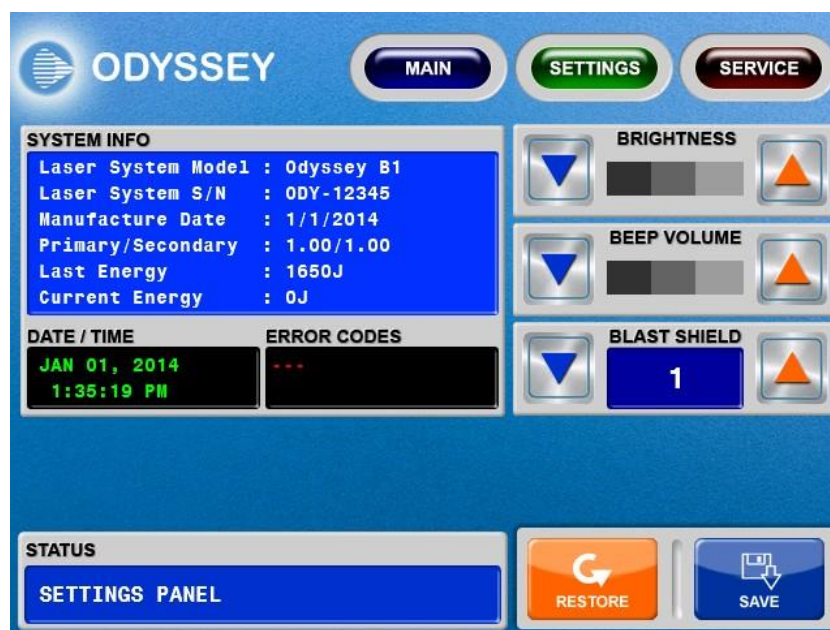 ODYSSEY
MAIN
SETTINGS
SERVICE
SYSTEM INFO
Laser System Model : Odyssey B1
Laser System S/N : ODY-12345
Manufacture Date : 1/1/2014
Primary/Secondary : 1.00/1.00
Last Energy : 1650J
Current Energy : 0J
DATE / TIME
JAN 01, 2014
1:35:19 PM
ERROR CODES
---
BRIGHTNESS
BEEP VOLUME
BLAST SHIELD
1
STATUS
SETTINGS PANEL
RESTORE
SAVE